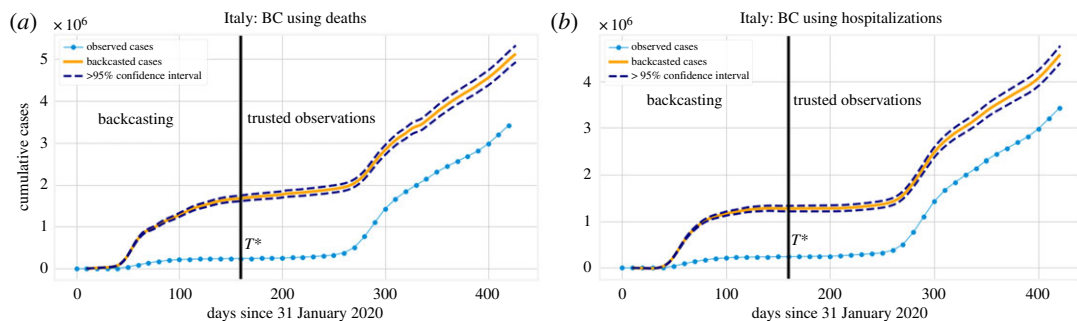 (a)
Italy: BC using deaths
× 10⁶
observed cases
backcasted cases
>95% confidence interval
backcasting
trusted observations
T*
cumulative cases
5
4
3
2
1
0
0 100 200 300 400
days since 31 January 2020
(b)
Italy: BC using hospitalizations
× 10⁶
observed cases
backcasted cases
> 95% confidence interval
backcasting
trusted observations
T*
5
4
3
2
1
0
0 100 200 300 400
days since 31 January 2020